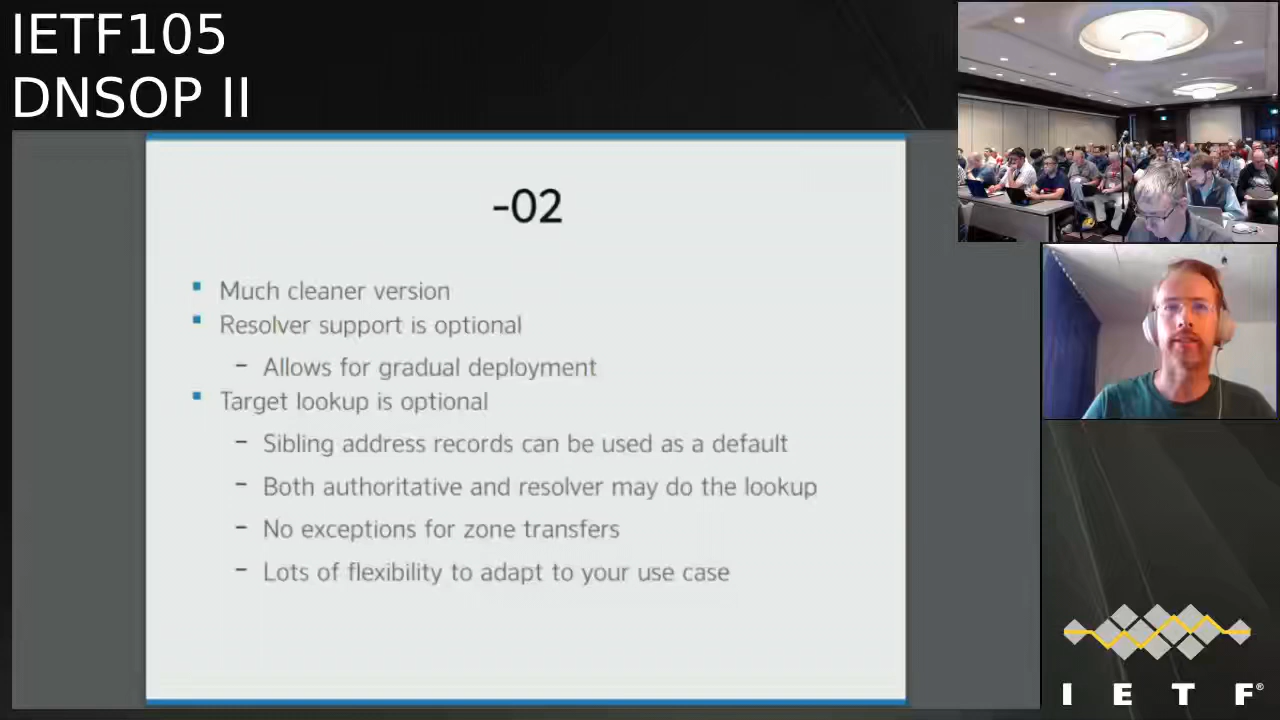 IETF105
DNSOP II
-02
Much cleaner version
Resolver support is optional
– Allows for gradual deployment
Target lookup is optional
– Sibling address records can be used as a default
– Both authoritative and resolver may do the lookup
– No exceptions for zone transfers
– Lots of flexibility to adapt to your use case
I E T F®